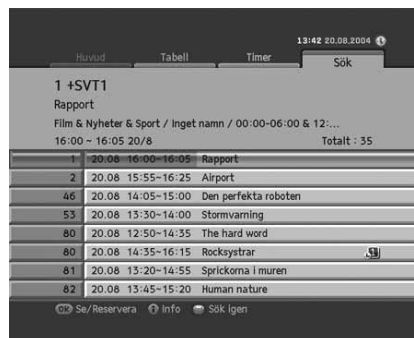 13:42 20.08.2004
Huvud Tabell Timer Sök
1 +SVT1
Rapport
Film & Nyheter & Sport / Inget namn / 00:00-06:00 & 12:...
16:00 ~ 16:05 20/8 Totalt : 35
1 20.08 16:00~16:05 Rapport
2 20.08 15:55~16:25 Airport
46 20.08 14:05~15:00 Den perfekta roboten
53 20.08 13:30~14:00 Stormvarning
80 20.08 12:50~14:35 The hard word
80 20.08 14:35~16:15 Rocksystrar
81 20.08 13:20~14:55 Sprickorna i muren
82 20.08 13:45~15:20 Human nature
OK Se/Reservera Info Sök igen